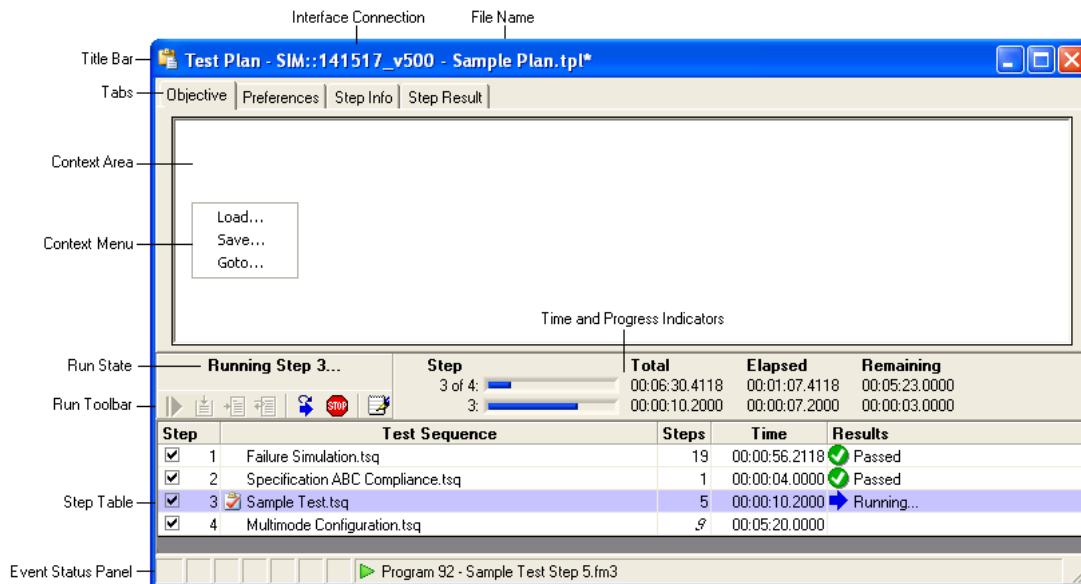 Interface Connection File Name
Title Bar Test Plan - SIM::141517_v500 - Sample Plan.tpl*
Tabs Objective Preferences Step Info Step Result
Context Area
Load...
Context Menu Save...
Goto...
Time and Progress Indicators
Run State Running Step 3... Step Total Elapsed Remaining
3 of 4: 00:06:30.4118 00:01:07.4118 00:05:23.0000
Run Toolbar STOP 3: 00:00:10.2000 00:00:07.2000 00:00:03.0000
Step Test Sequence Steps Time Results
1 Failure Simulation.tsq 19 00:00:56.2118 Passed
2 Specification ABC Compliance.tsq 1 00:00:04.0000 Passed
Step Table 3 Sample Test.tsq 5 00:00:10.2000 Running...
4 Multimode Configuration.tsq 9 00:05:20.0000
Event Status Panel Program 92 - Sample Test Step 5.fm3